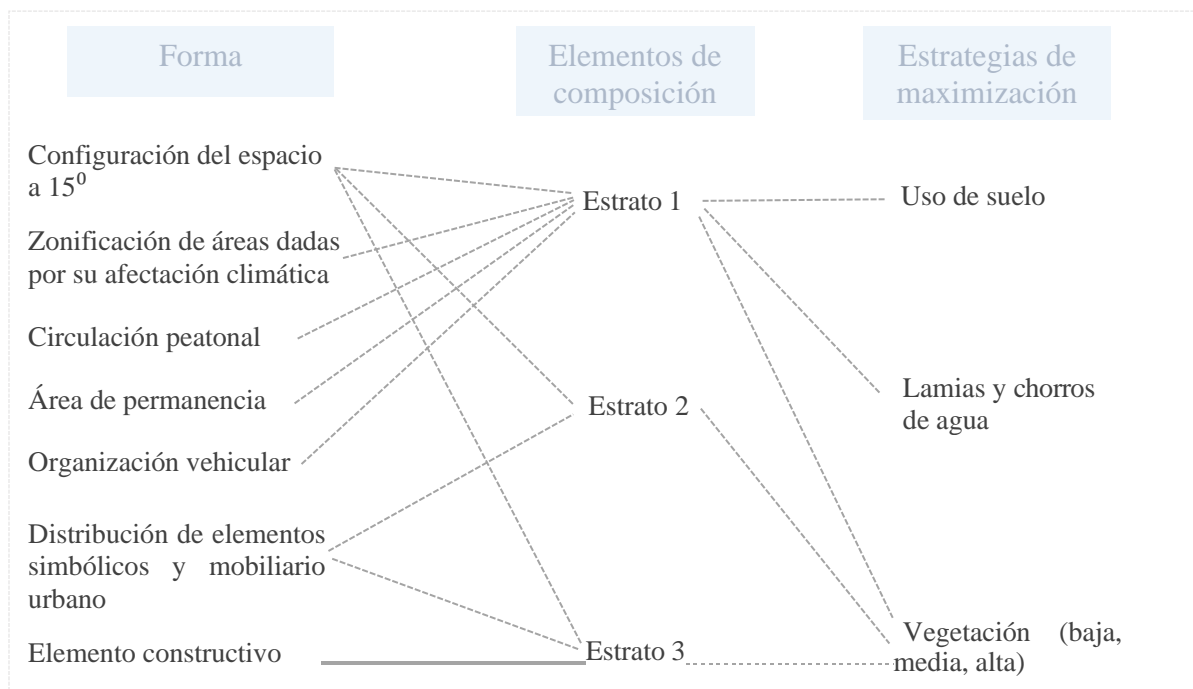 Forma
Elementos de
composición
Estrategias de
maximización
Configuración del espacio
a 15⁰
Zonificación de áreas dadas
por su afectación climática
Circulación peatonal
Área de permanencia
Organización vehicular
Distribución de elementos
simbólicos y mobiliario
urbano
Elemento constructivo
Estrato 1
Estrato 2
Estrato 3
Uso de suelo
Lamias y chorros
de agua
Vegetación (baja,
media, alta)